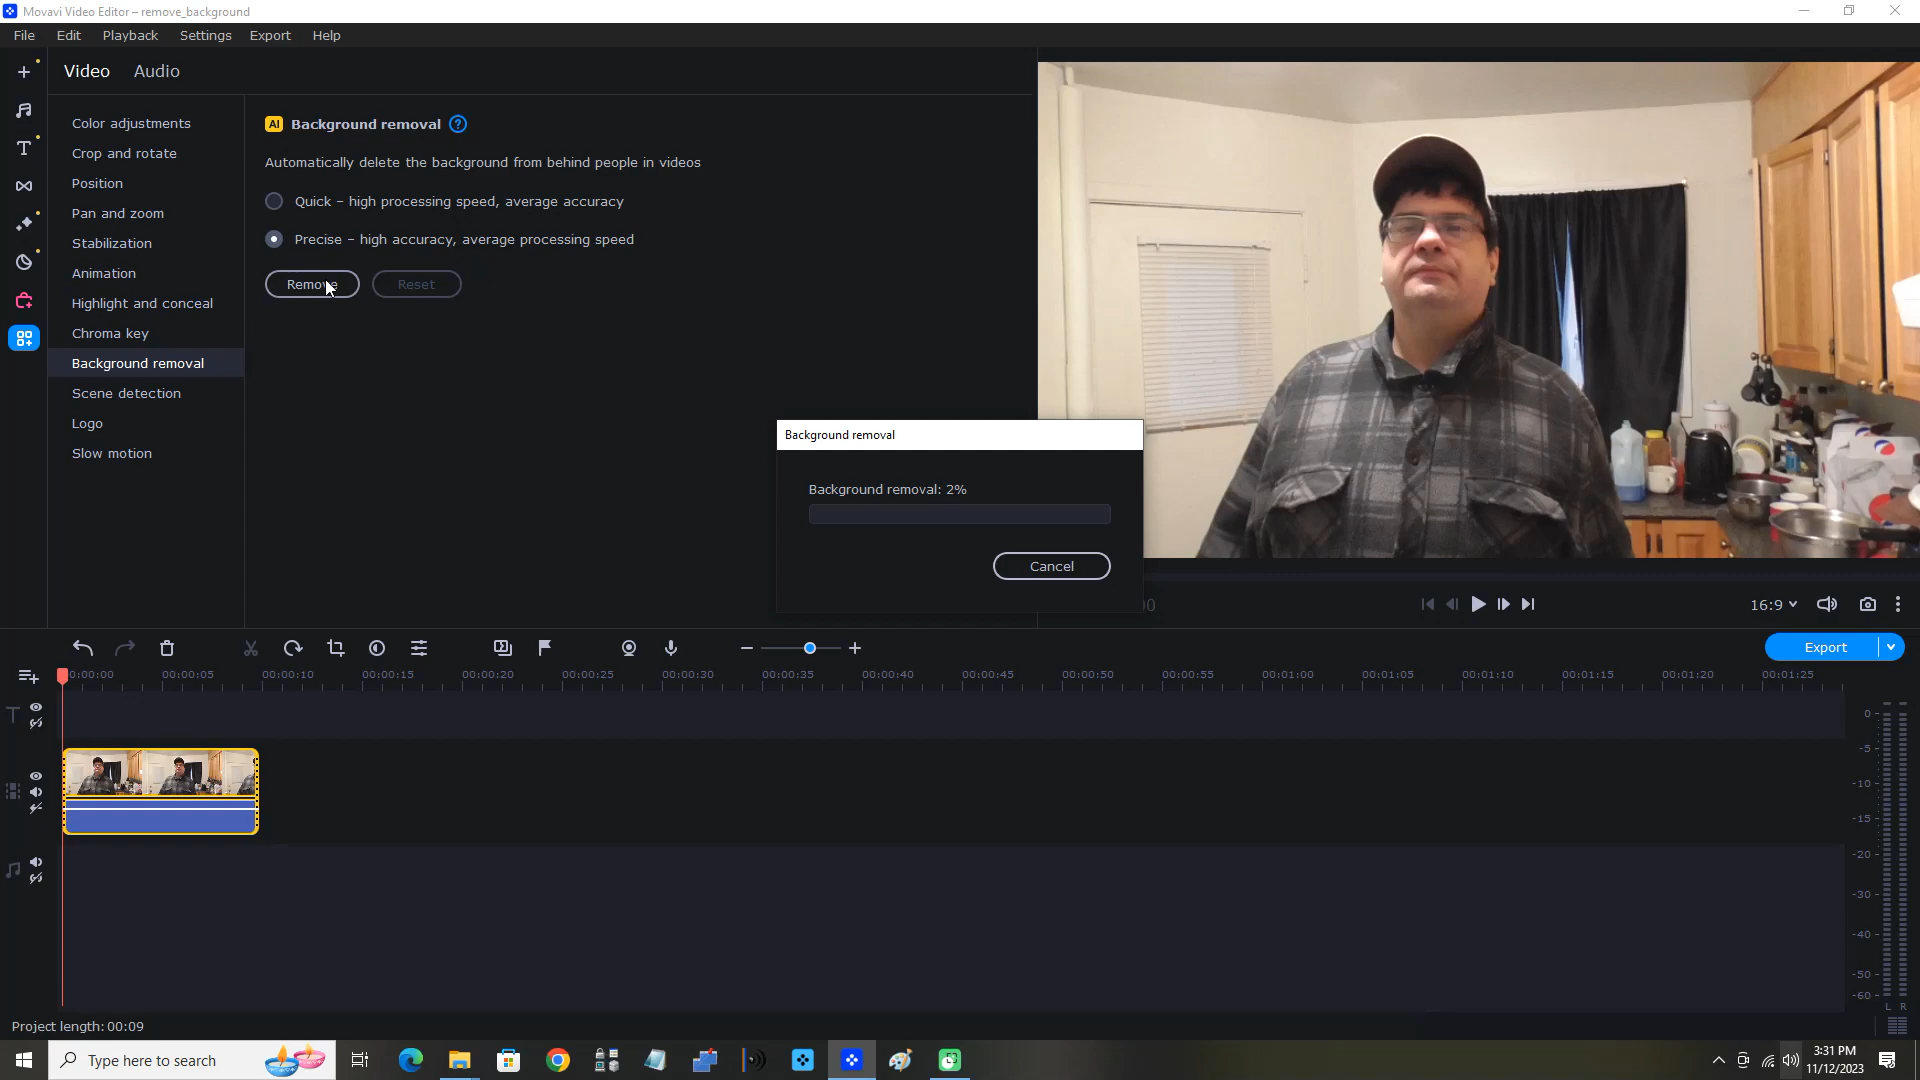 Movavi Video Editor – remove_background
File Edit Playback Settings Export Help
Video Audio
Color adjustments
Crop and rotate
Position
Pan and zoom
Stabilization
Animation
Highlight and conceal
Chroma key
Background removal
Scene detection
Logo
Slow motion
AI Background removal ?
Automatically delete the background from behind people in videos
Quick – high processing speed, average accuracy
Precise – high accuracy, average processing speed
Remove Reset
Background removal
Background removal: 2%
Cancel
00
16:9
Export
0:00:00 00:00:05 00:00:10 00:00:15 00:00:20 00:00:25 00:00:30 00:00:35 00:00:40 00:00:45 00:00:50 00:00:55 00:01:00 00:01:05 00:01:10 00:01:15 00:01:20 00:01:25
0
-5
-10
-15
-20
-30
-40
-50
-60
L R
Project length: 00:09
Type here to search
3:31 PM
11/12/2023